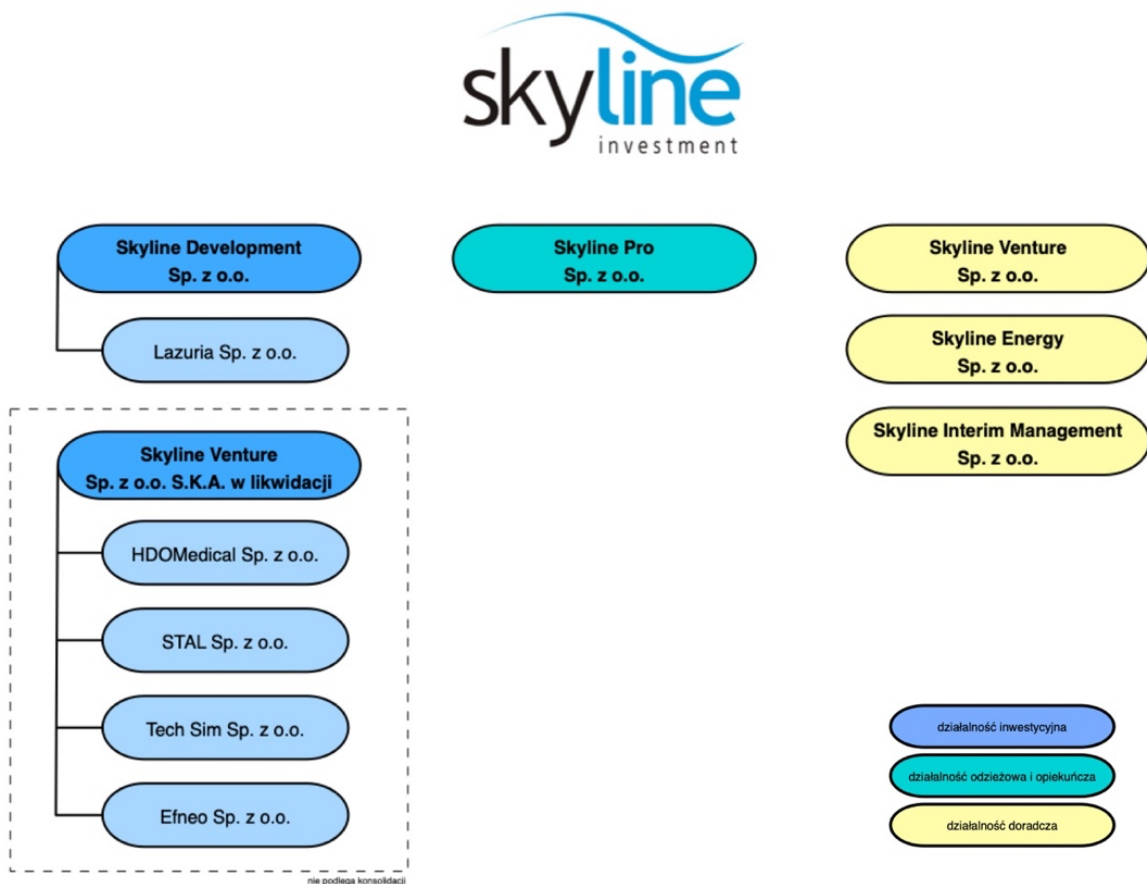 skyline
investment
Skyline Development
Sp. z o.o.
Lazuria Sp. z o.o.
Skyline Venture
Sp. z o.o. S.K.A. w likwidacji
HDOMedical Sp. z o.o.
STAL Sp. z o.o.
Tech Sim Sp. z o.o.
Efneo Sp. z o.o.
nie podlega konsolidacji
Skyline Pro
Sp. z o.o.
Skyline Venture
Sp. z o.o.
Skyline Energy
Sp. z o.o.
Skyline Interim Management
Sp. z o.o.
działalność inwestycyjna
działalność odzieżowa i opiekuńcza
działalność doradcza